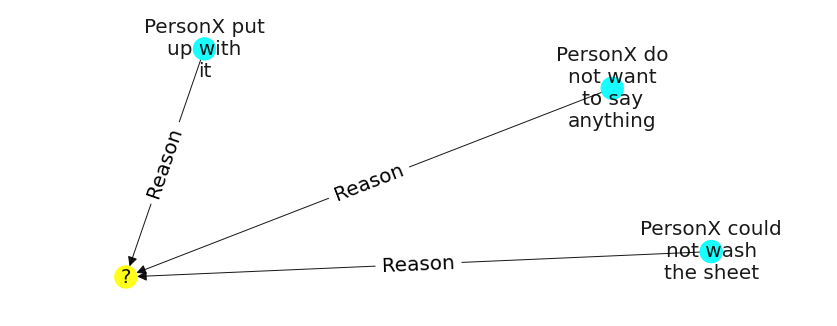 PersonX put
up with
it
PersonX do
not want
to say
anything
Reason
Reason
PersonX could
not wash
the sheet
Reason
?